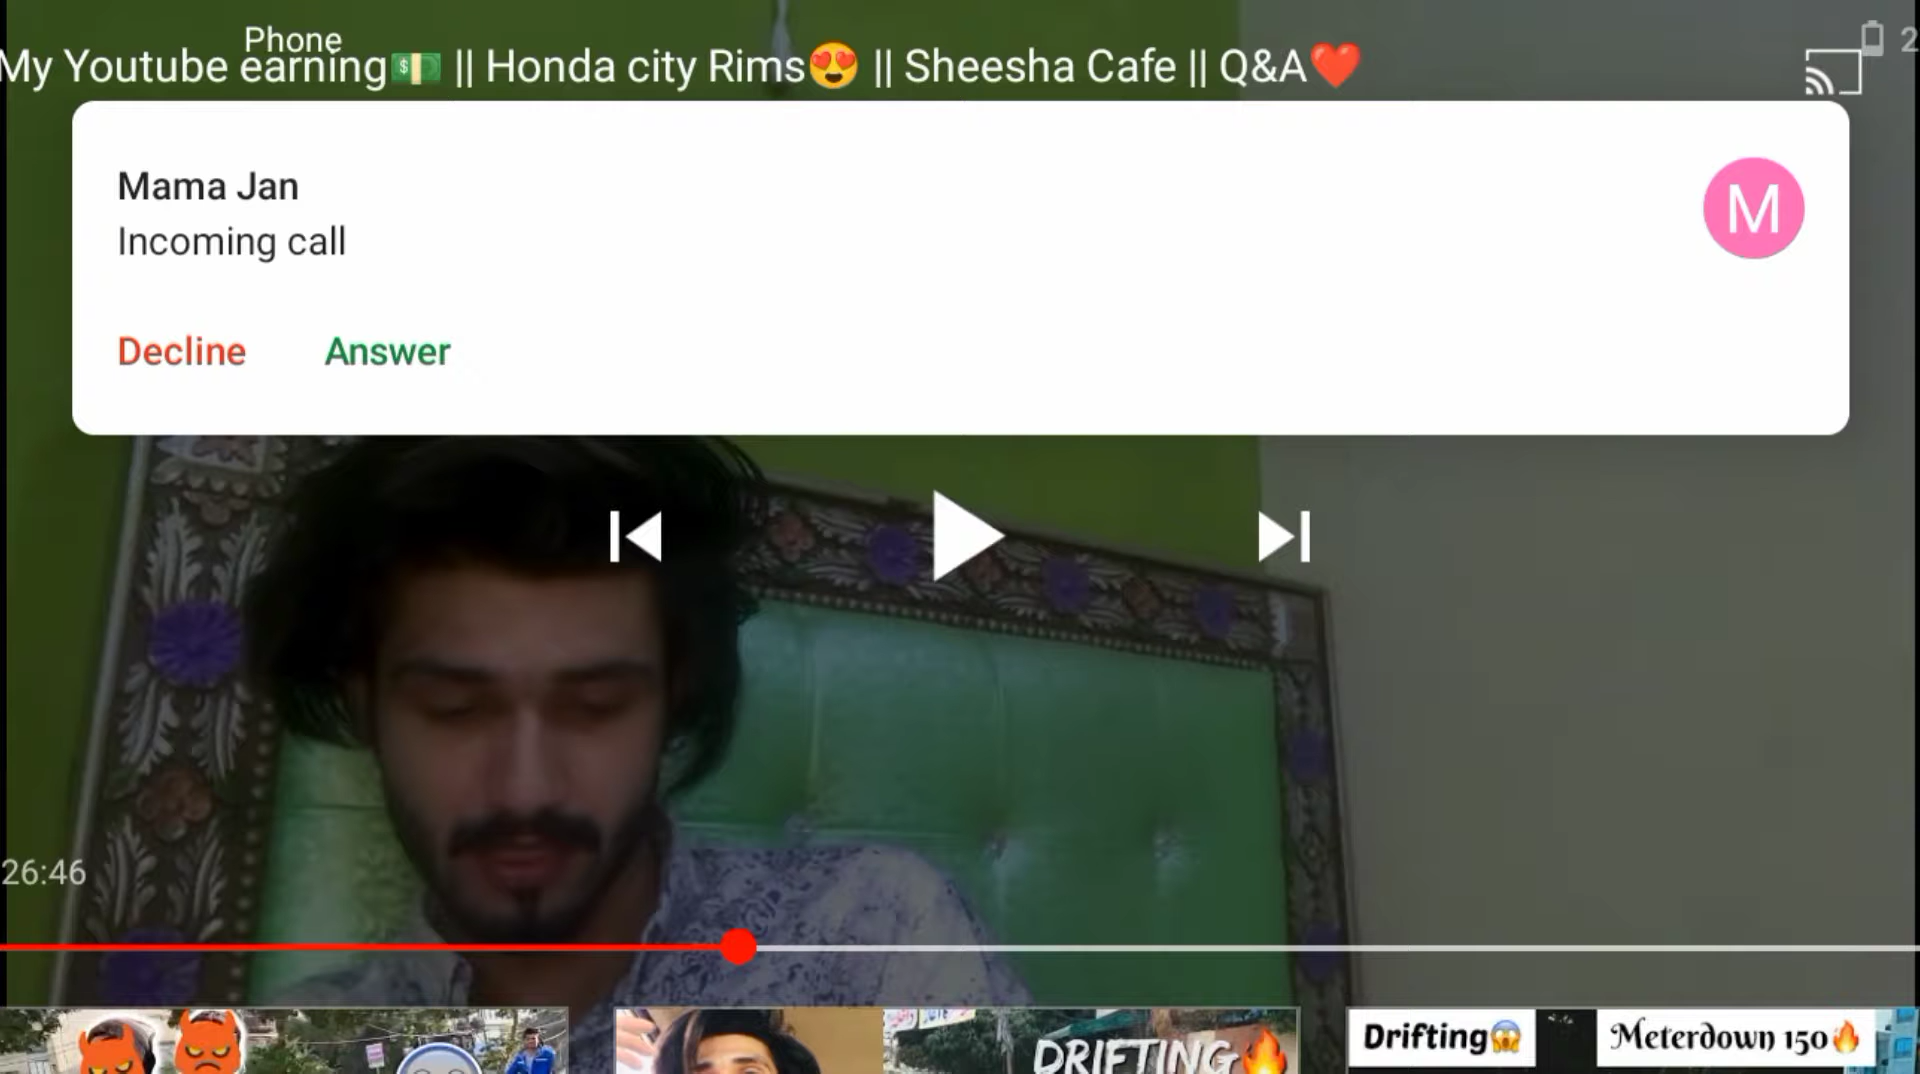 Phone
My Youtube earning💵 || Honda city Rims😍 || Sheesha Cafe || Q&A❤️
2
Mama Jan
Incoming call
M
Decline
Answer
26:46
DRIFTING🔥
Drifting😱
Meterdown 150🔥